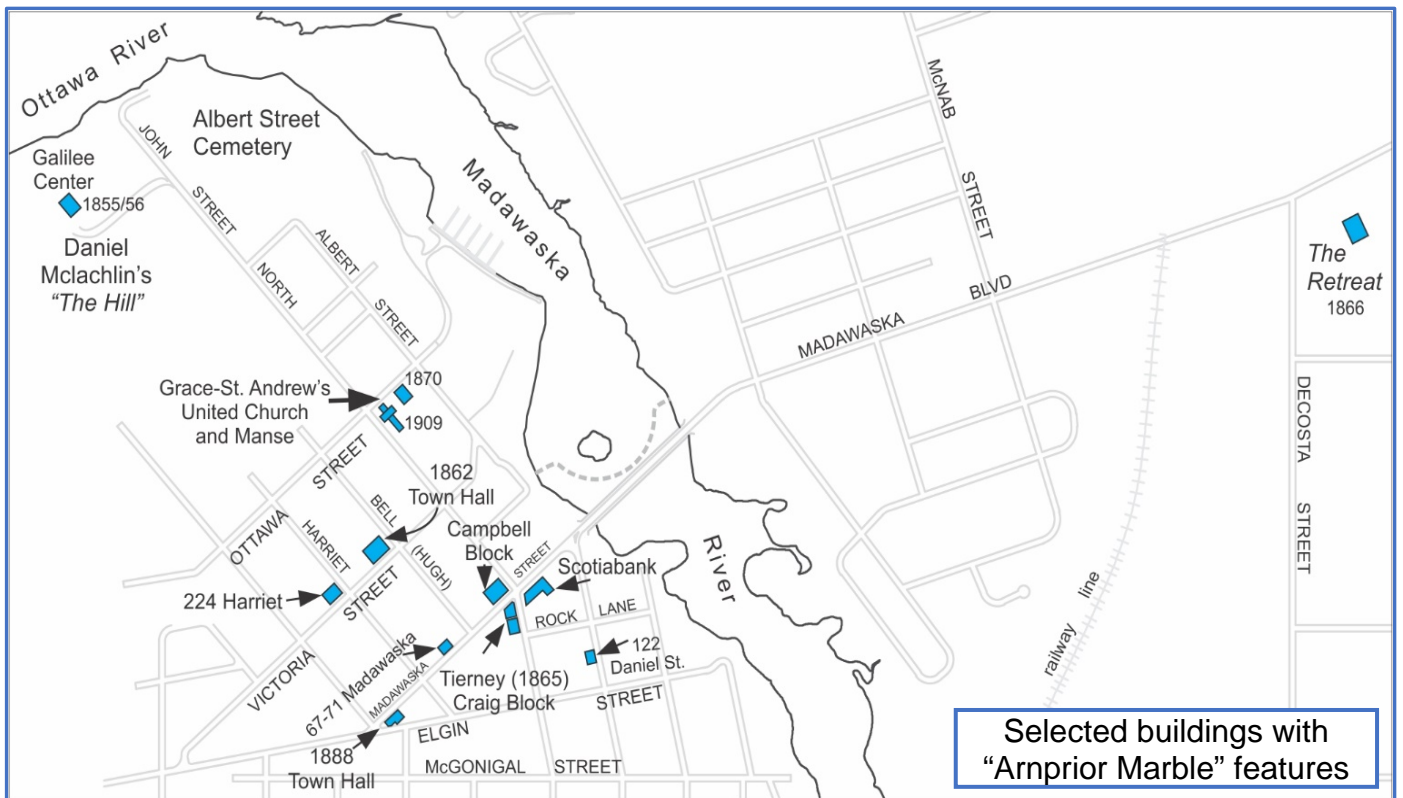 Ottawa River
Albert Street
Cemetery
Galilee
Center
1855/56
Daniel
Mclachlin's
"The Hill"
JOHN
STREET
NORTH
ALBERT
STREET
Madawaska
McNAB
STREET
MADAWASKA
BLVD
The
Retreat
1866
DECOSTA
STREET
Grace-St. Andrew's
United Church
and Manse
1870
1909
OTTAWA
STREET
1862
Town Hall
BELL
(HUGH)
HARRIET
Campbell
Block
STREET
Scotiabank
River
224 Harriet
VICTORIA
STREET
ROCK
LANE
122
Daniel St.
67-71 Madawaska
MADAWASKA
Tierney (1865)
Craig Block
ELGIN
STREET
1888
Town Hall
McGONIGAL
STREET
railway line
Selected buildings with
“Arnprior Marble” features